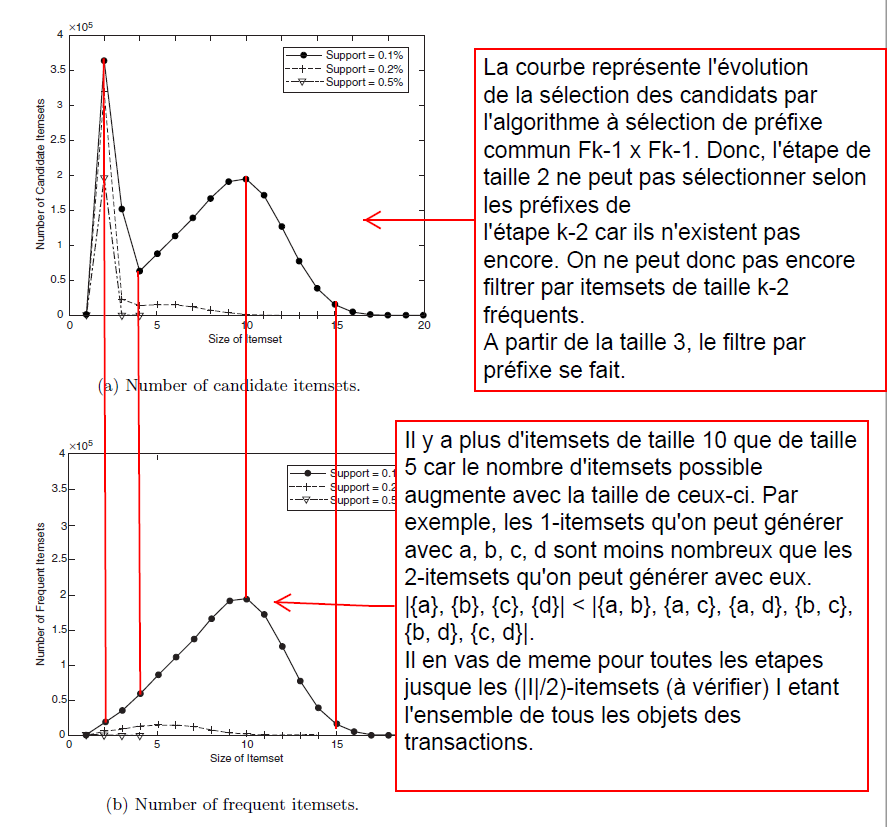 ×10⁵
4
3.5
3
2.5
2
1.5
1
0.5
0
Number of Candidate Itemsets
Support = 0.1%
Support = 0.2%
Support = 0.5%
0 5 10 15 20
Size of Itemset
(a) Number of candidate itemsets.
La courbe représente l'évolution
de la sélection des candidats par
l'algorithme à sélection de préfixe
commun Fk-1 x Fk-1. Donc, l'étape de
taille 2 ne peut pas sélectionner selon
les préfixes de
l'étape k-2 car ils n'existent pas
encore. On ne peut donc pas encore
filtrer par itemsets de taille k-2
fréquents.
A partir de la taille 3, le filtre par
préfixe se fait.
×10⁵
4
3.5
3
2.5
2
1.5
1
0.5
0
Number of Frequent Itemsets
Support = 0.1
Support = 0.2
Support = 0.5
0 5 10 15
Size of Itemset
(b) Number of frequent itemsets.
Il y a plus d'itemsets de taille 10 que de taille
5 car le nombre d'itemsets possible
augmente avec la taille de ceux-ci. Par
exemple, les 1-itemsets qu'on peut générer
avec a, b, c, d sont moins nombreux que les
2-itemsets qu'on peut générer avec eux.
|{a}, {b}, {c}, {d}| < |{a, b}, {a, c}, {a, d}, {b, c},
{b, d}, {c, d}|.
Il en vas de meme pour toutes les etapes
jusque les (|I|/2)-itemsets (à vérifier) I etant
l'ensemble de tous les objets des
transactions.